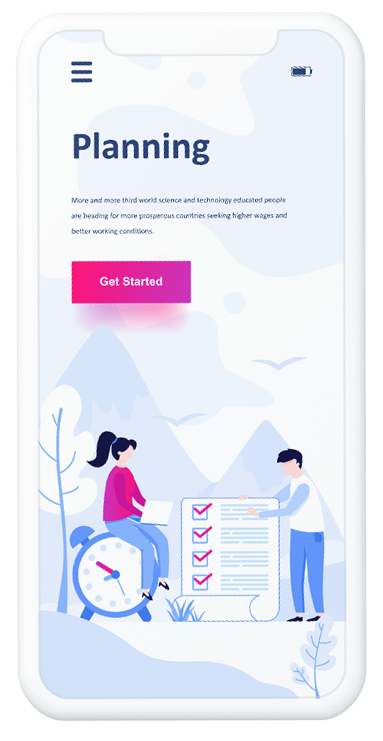 Planning
More and more third world science and technology educated people
are heading for more prosperous countries seeking higher wages and
better working conditions.
Get Started